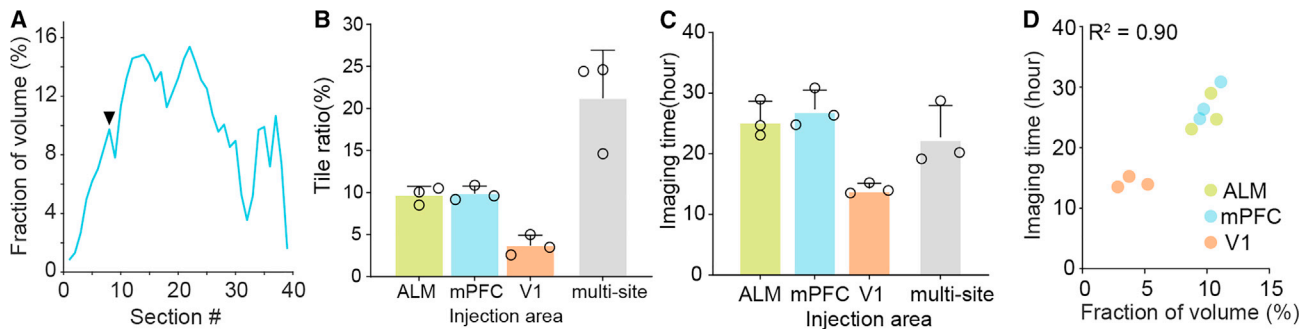 A
Fraction of volume (%)
16
12
8
4
0
0
10
20
30
40
Section #
B
Tile ratio(%)
30
25
20
15
10
5
0
ALM
mPFC
V1
multi-site
Injection area
C
Imaging time(hour)
40
30
20
10
0
ALM
mPFC
V1
multi-site
Injection area
D
R² = 0.90
Imaging time (hour)
40
30
20
10
0
0
5
10
15
ALM
mPFC
V1
Fraction of volume (%)